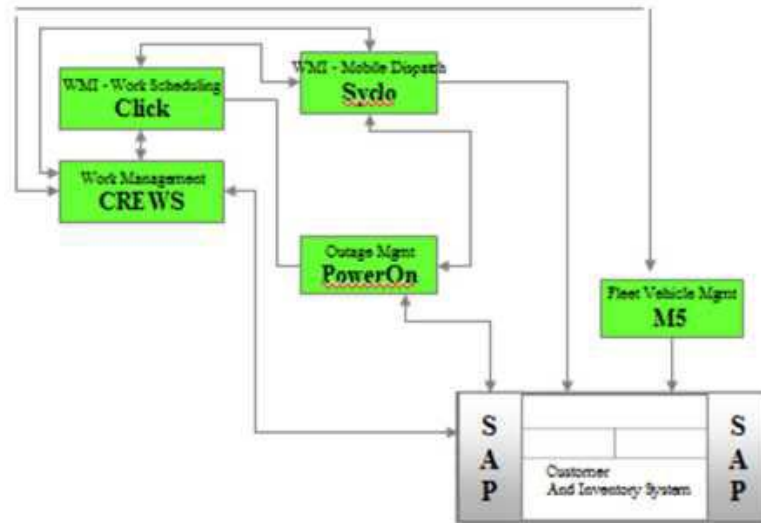 WMI - Mobile Dispatch
Syclo
WMI - Work Scheduling
Click
Work Management
CREWS
Outage Mgmt
PowerOn
Fleet Vehicle Mgmt
M5
S
A
P
Customer
And Inventory System
S
A
P